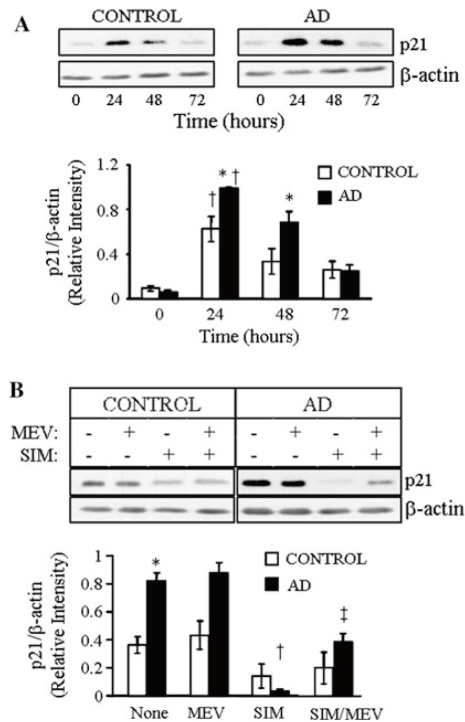 A
CONTROL AD
p21
β-actin
0 24 48 72 0 24 48 72
Time (hours)
p21/β-actin
(Relative Intensity)
1.2
0.8
0.4
0
CONTROL
AD
† *† *
0 24 48 72
Time (hours)
B
CONTROL AD
MEV: - + - + - + - +
SIM: - - + + - - + +
p21
β-actin
p21/β-actin
(Relative Intensity)
1
0.8
0.6
0.4
0.2
0
CONTROL
AD
* † ‡
None MEV SIM SIM/MEV